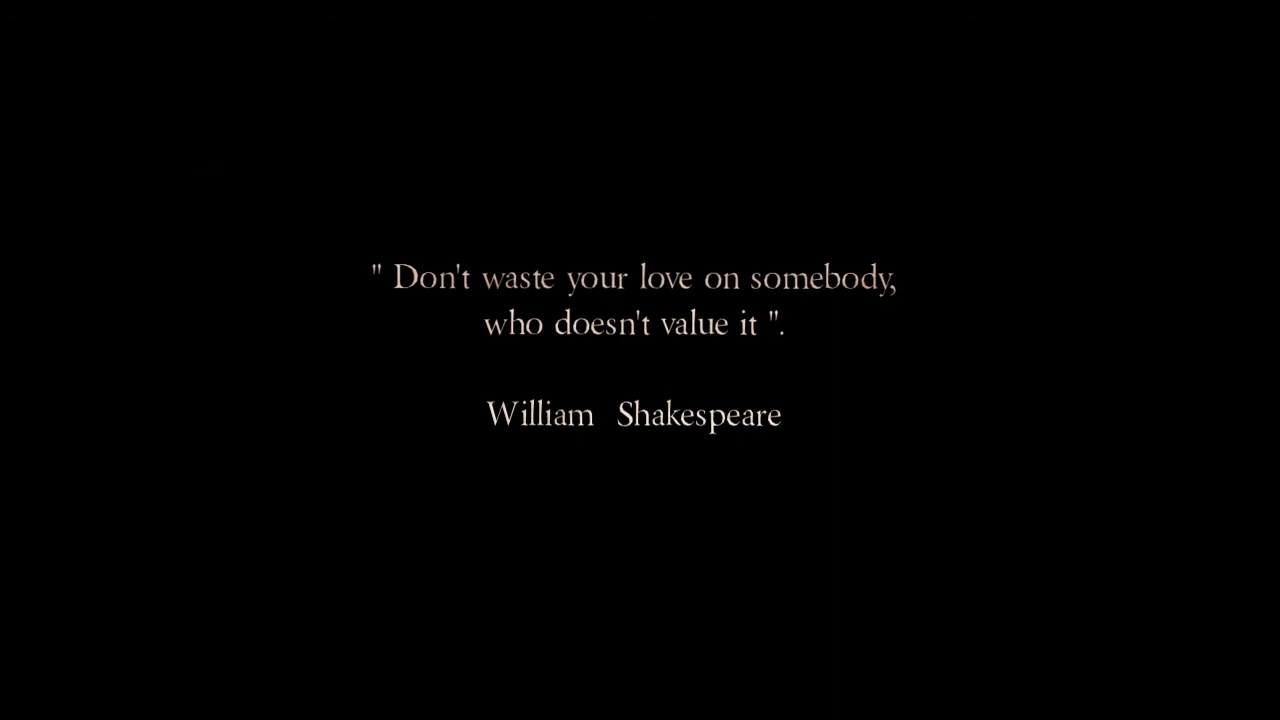 " Don't waste your love on somebody,
who doesn't value it ".
William Shakespeare